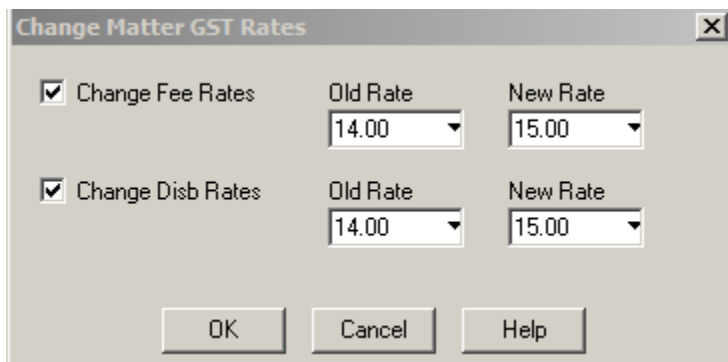 Change Matter GST Rates
Change Fee Rates Old Rate New Rate
14.00 15.00
Change Disb Rates Old Rate New Rate
14.00 15.00
OK Cancel Help